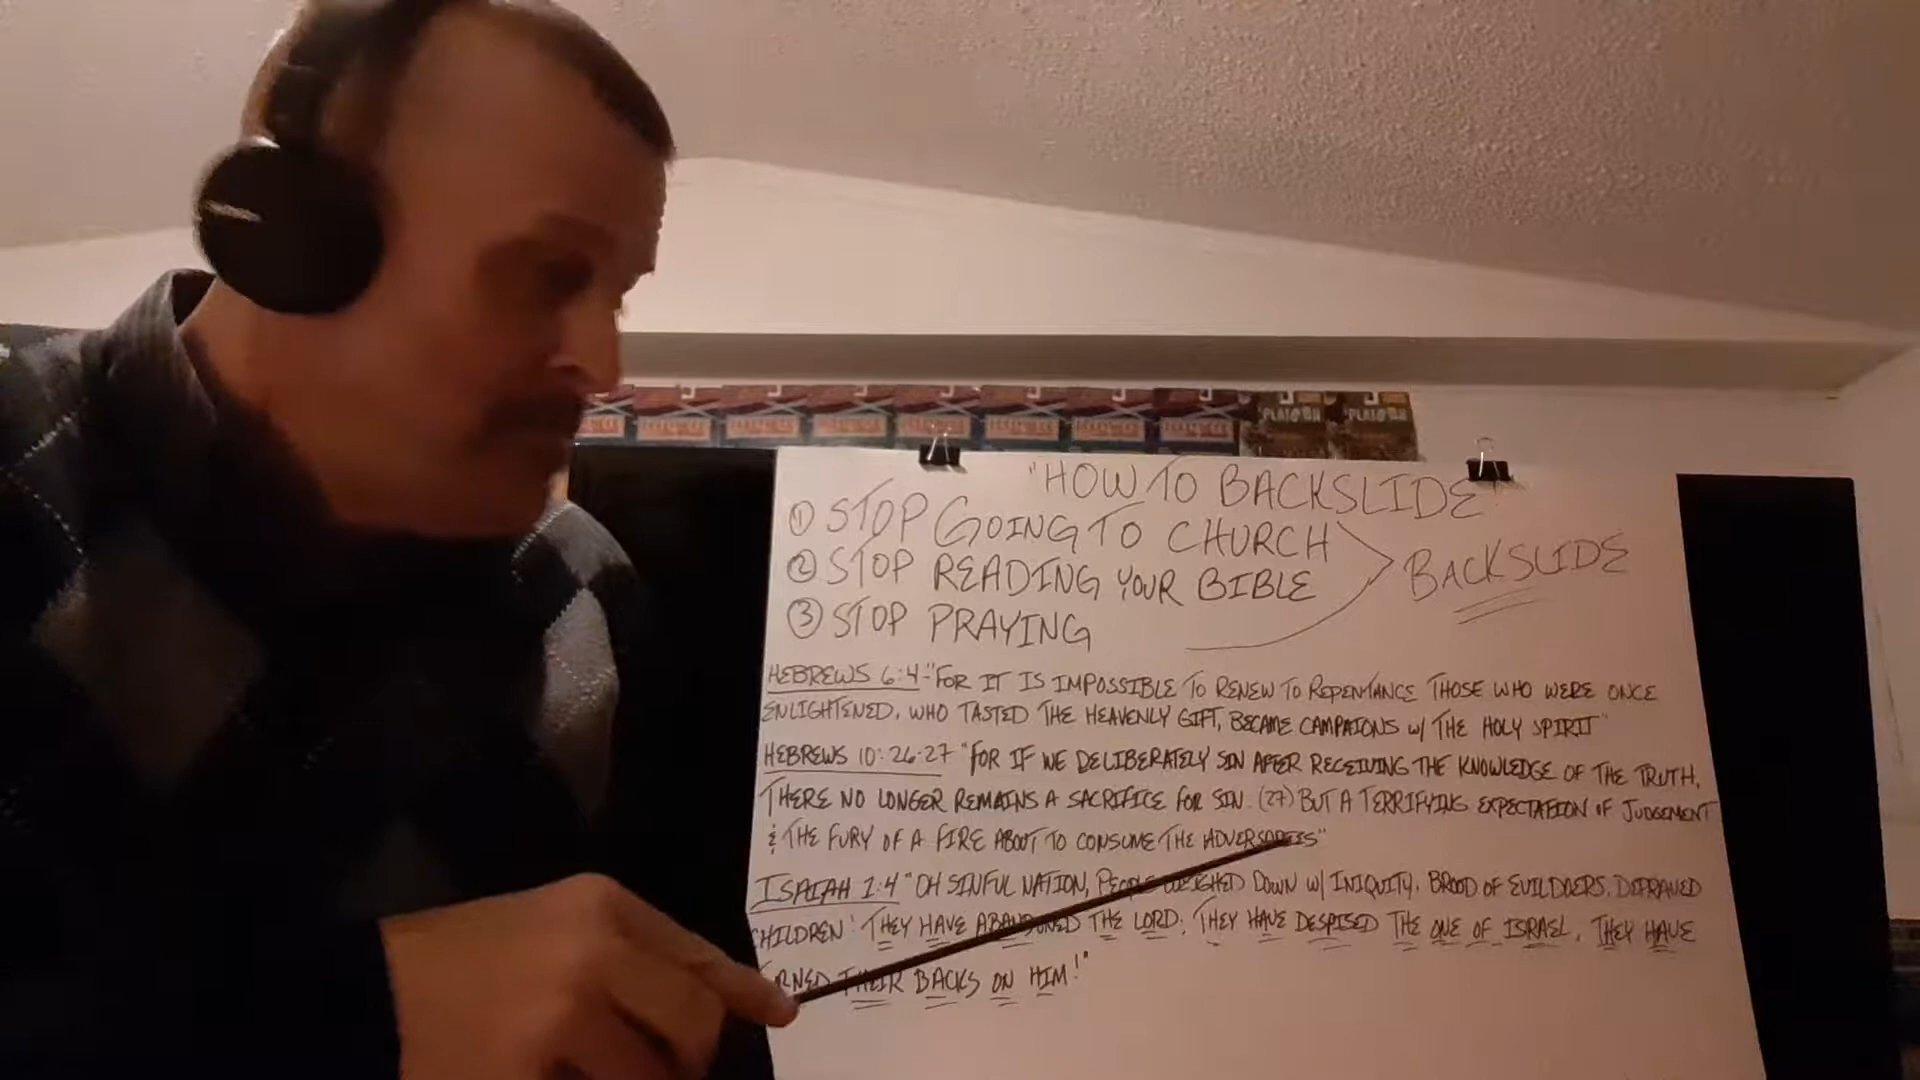 PLATOON PLATOON
"HOW TO BACKSLIDE"
① STOP GOING TO CHURCH
② STOP READING YOUR BIBLE
③ STOP PRAYING
BACKSLIDE
HEBREWS 6:4 - "FOR IT IS IMPOSSIBLE TO RENEW TO REPENTANCE THOSE WHO WERE ONCE
ENLIGHTENED, WHO TASTED THE HEAVENLY GIFT, BECAME CAMPAIONS W/ THE HOLY SPIRIT"
HEBREWS 10:26-27 "FOR IF WE DELIBERATELY SIN AFTER RECEIVING THE KNOWLEDGE OF THE TRUTH,
THERE NO LONGER REMAINS A SACRIFICE FOR SIN. (27) BUT A TERRIFYING EXPECTATION OF JUDGEMENT
& THE FURY OF A FIRE ABOUT TO CONSUME THE
ISAIAH 1:4 "OH SINFUL NATION, PEOPLE WEIGHED DOWN W/ INIQUITY. BROOD OF EVILDOERS. DEPRAVED
CHILDREN! THEY HAVE ABANDONED THE LORD; THEY HAVE DESPISED THE ONE OF ISRAEL, THEY HAVE
THEIR BACKS ON HIM!"